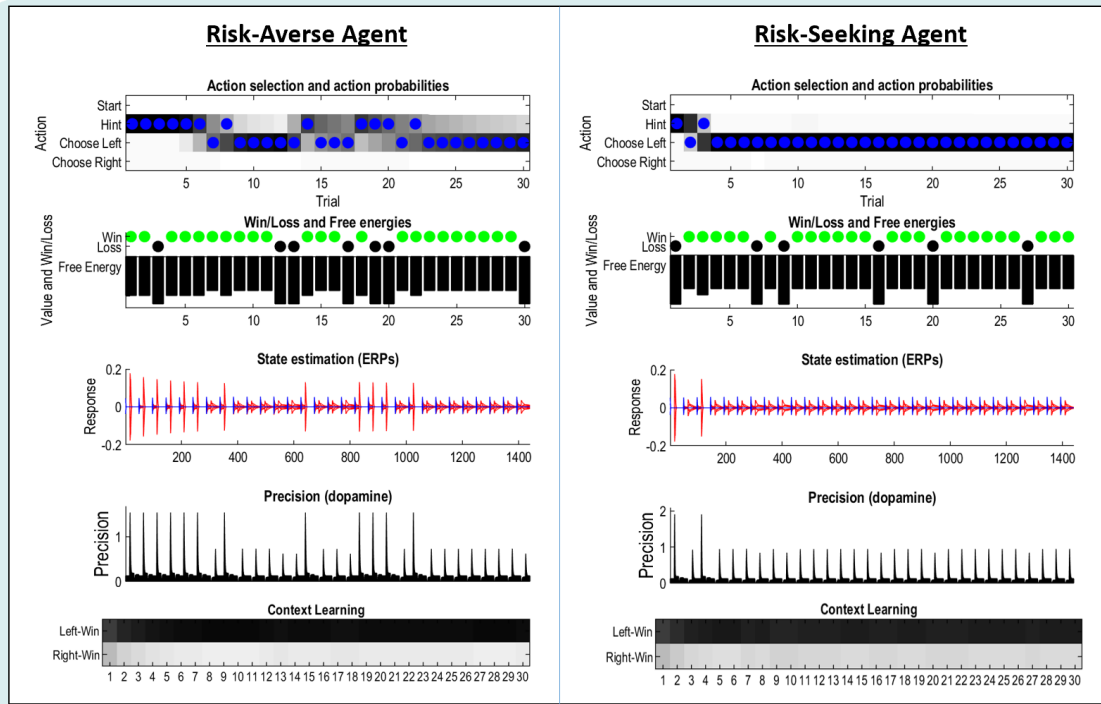 Risk-Averse Agent
Action selection and action probabilities
Action
Start
Hint
Choose Left
Choose Right
5 10 15 20 25 30
Trial
Win/Loss and Free energies
Value and Win/Loss
Win
Loss
Free Energy
5 10 15 20 25 30
State estimation (ERPs)
Response
0.2
0
-0.2
200 400 600 800 1000 1200 1400
Precision (dopamine)
Precision
1
0
Context Learning
Left-Win
Right-Win
1 2 3 4 5 6 7 8 9 10 11 12 13 14 15 16 17 18 19 20 21 22 23 24 25 26 27 28 29 30
Risk-Seeking Agent
Action selection and action probabilities
Action
Start
Hint
Choose Left
Choose Right
5 10 15 20 25 30
Trial
Win/Loss and Free energies
Value and Win/Loss
Win
Loss
Free Energy
5 10 15 20 25 30
State estimation (ERPs)
Response
0.2
0
-0.2
200 400 600 800 1000 1200 1400
Precision (dopamine)
Precision
2
1
0
Context Learning
Left-Win
Right-Win
1 2 3 4 5 6 7 8 9 10 11 12 13 14 15 16 17 18 19 20 21 22 23 24 25 26 27 28 29 30